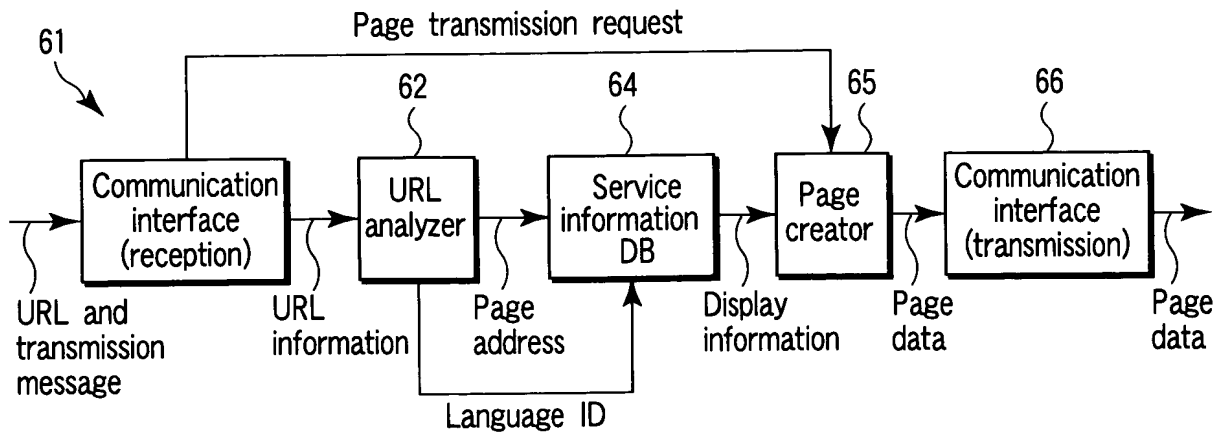 Page transmission request
61
62
64
65
66
Communication
interface
(reception)
URL
analyzer
Service
information
DB
Page
creator
Communication
interface
(transmission)
URL and
transmission
message
URL
information
Page
address
Display
information
Page
data
Page
data
Language ID